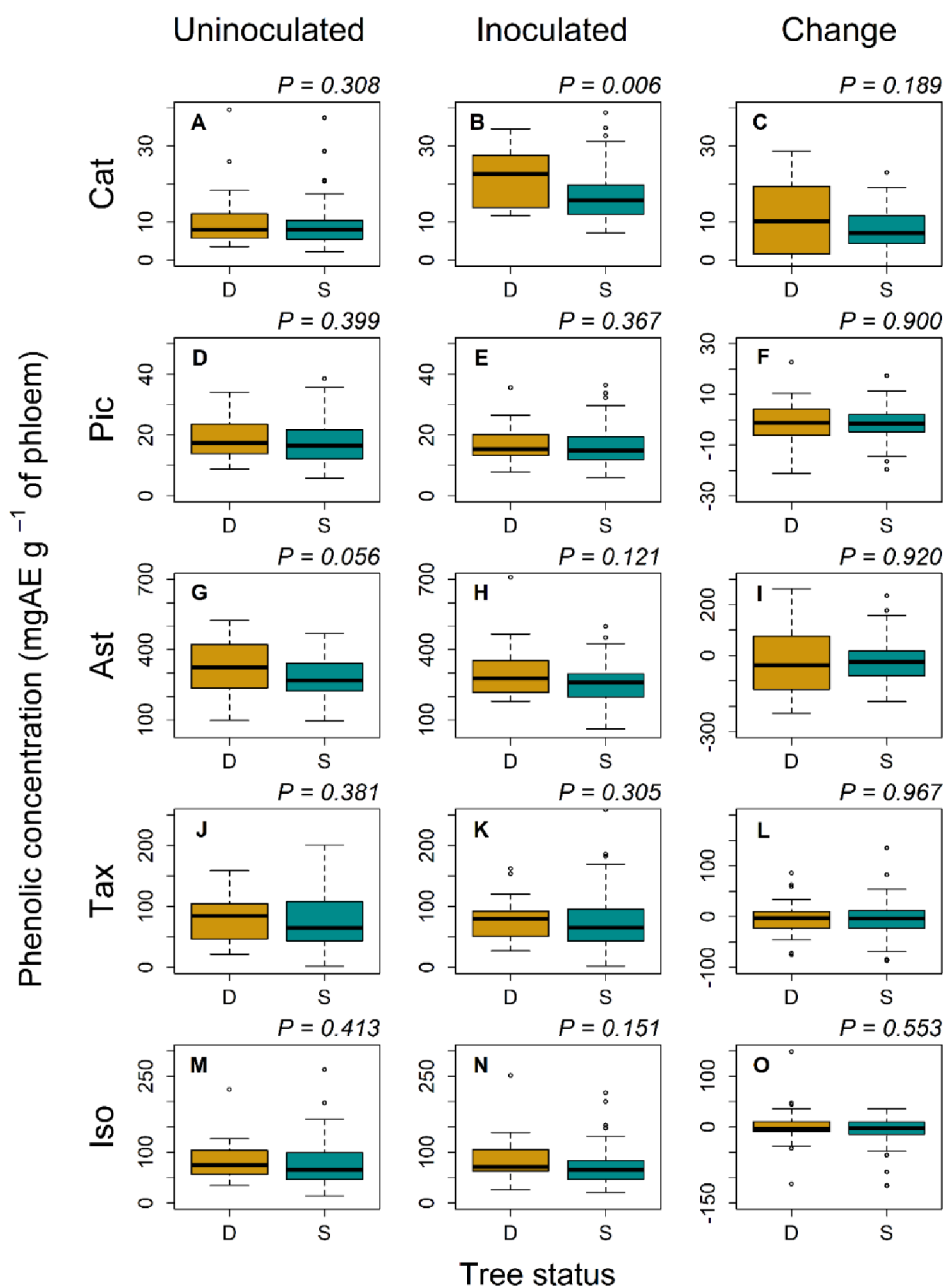 Uninoculated Inoculated Change
P = 0.308 P = 0.006 P = 0.189
Cat
A B C
30 30 30
10 10 10
0 0 0
D S D S D S
P = 0.399 P = 0.367 P = 0.900
Pic
D E F
40 40 30
20 20 10
-10
0 0 -30
D S D S D S
Phenolic concentration (mgAE g −1 of phloem)
P = 0.056 P = 0.121 P = 0.920
Ast
G H I
700 700 200
400 400 0
100 100 -300
D S D S D S
P = 0.381 P = 0.305 P = 0.967
Tax
J K L
200 200 100
100 100 0
0 0 -100
D S D S D S
P = 0.413 P = 0.151 P = 0.553
Iso
M N O
250 250 100
100 100 0
0 0 -150
D S D S D S
Tree status